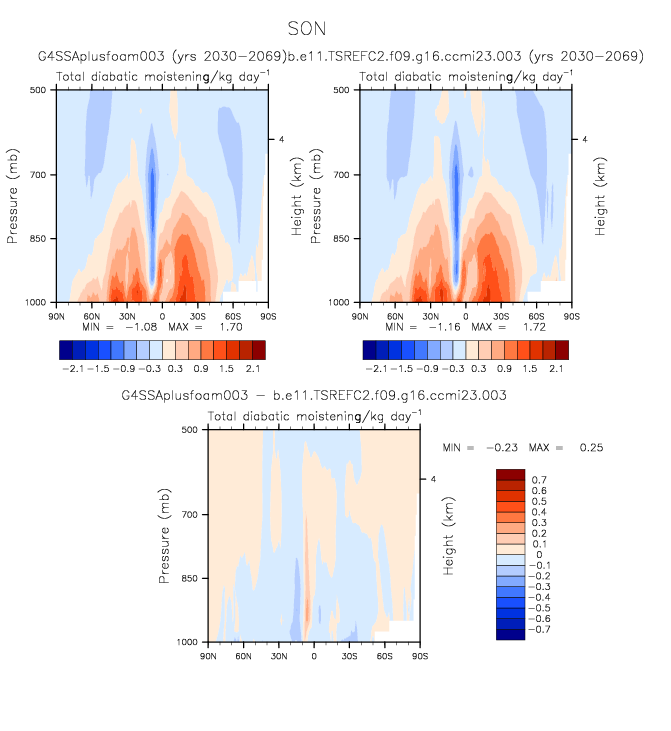 SON
G4SSAplusfoam003 (yrs 2030-2069) b.e11.TSREFC2.f09.g16.ccmi23.003 (yrs 2030-2069)
Total diabatic moistening/kg day⁻¹ Total diabatic moistening/kg day⁻¹
500 700 850 1000
Pressure (mb)
4
Height (km)
90N 60N 30N 0 30S 60S 90S
MIN = -1.08 MAX = 1.70
-2.1 -1.5 -0.9 -0.3 0.3 0.9 1.5 2.1
500 700 850 1000
Pressure (mb)
4
Height (km)
90N 60N 30N 0 30S 60S 90S
MIN = -1.16 MAX = 1.72
-2.1 -1.5 -0.9 -0.3 0.3 0.9 1.5 2.1
G4SSAplusfoam003 - b.e11.TSREFC2.f09.g16.ccmi23.003
Total diabatic moistening/kg day⁻¹
500 700 850 1000
Pressure (mb)
4
Height (km)
90N 60N 30N 0 30S 60S 90S
MIN = -0.23 MAX = 0.25
0.7
0.6
0.5
0.4
0.3
0.2
0.1
0
-0.1
-0.2
-0.3
-0.4
-0.5
-0.6
-0.7